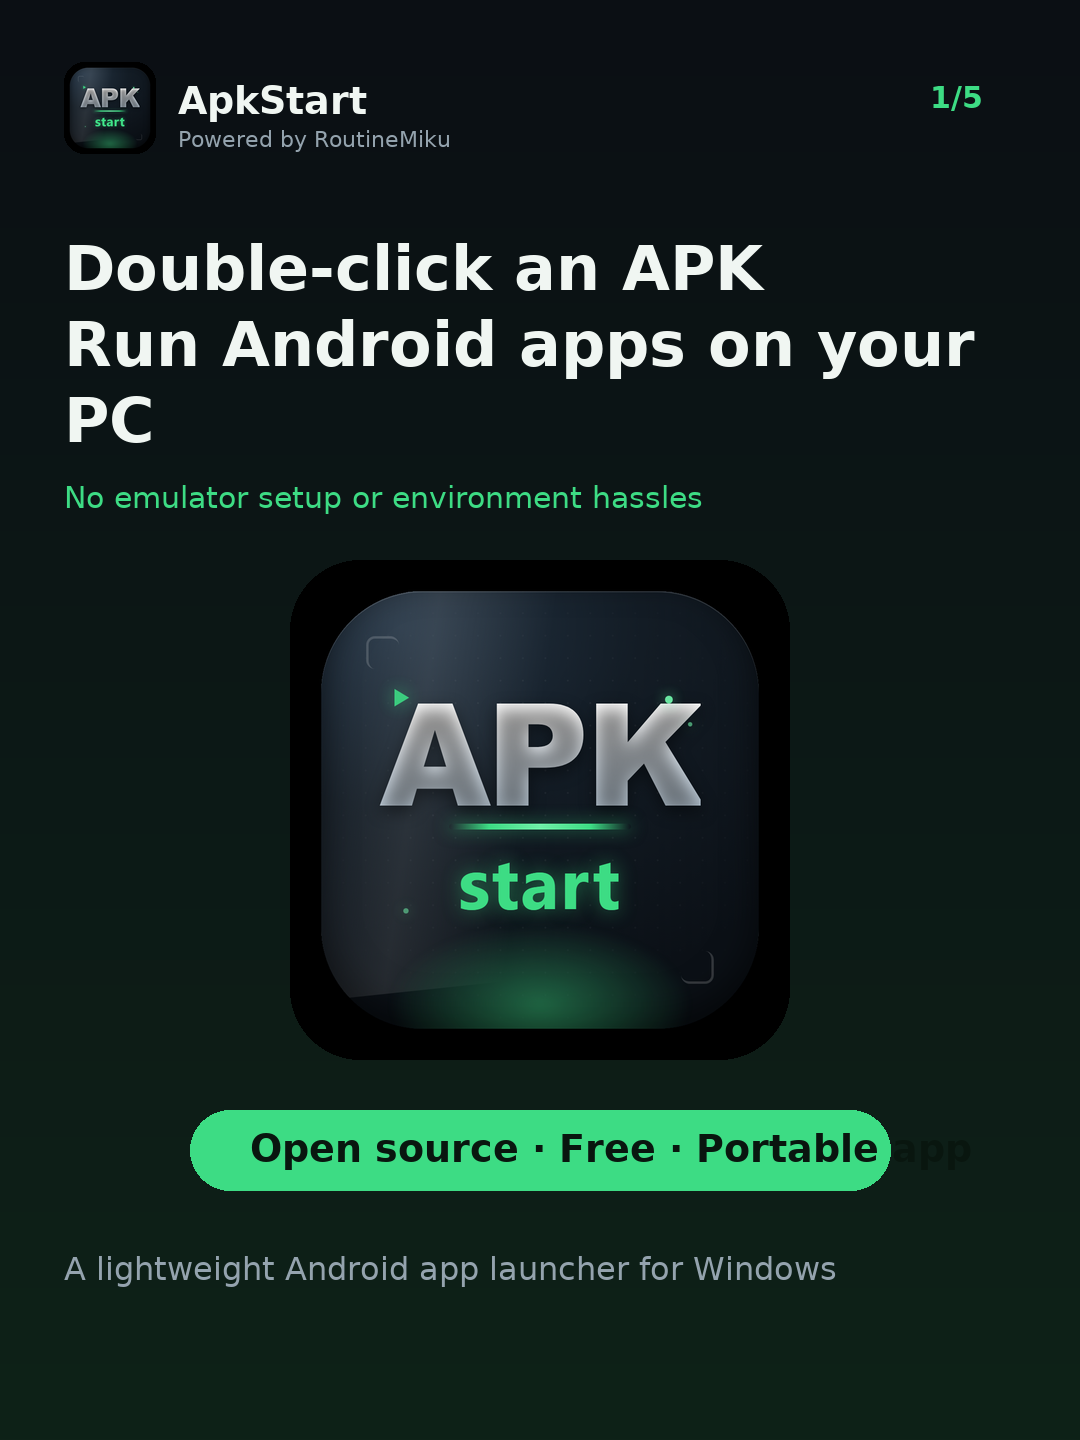 APK
start
ApkStart
Powered by RoutineMiku
1/5
Double-click an APK
Run Android apps on your
PC
No emulator setup or environment hassles
APK
start
Open source · Free · Portable app
A lightweight Android app launcher for Windows